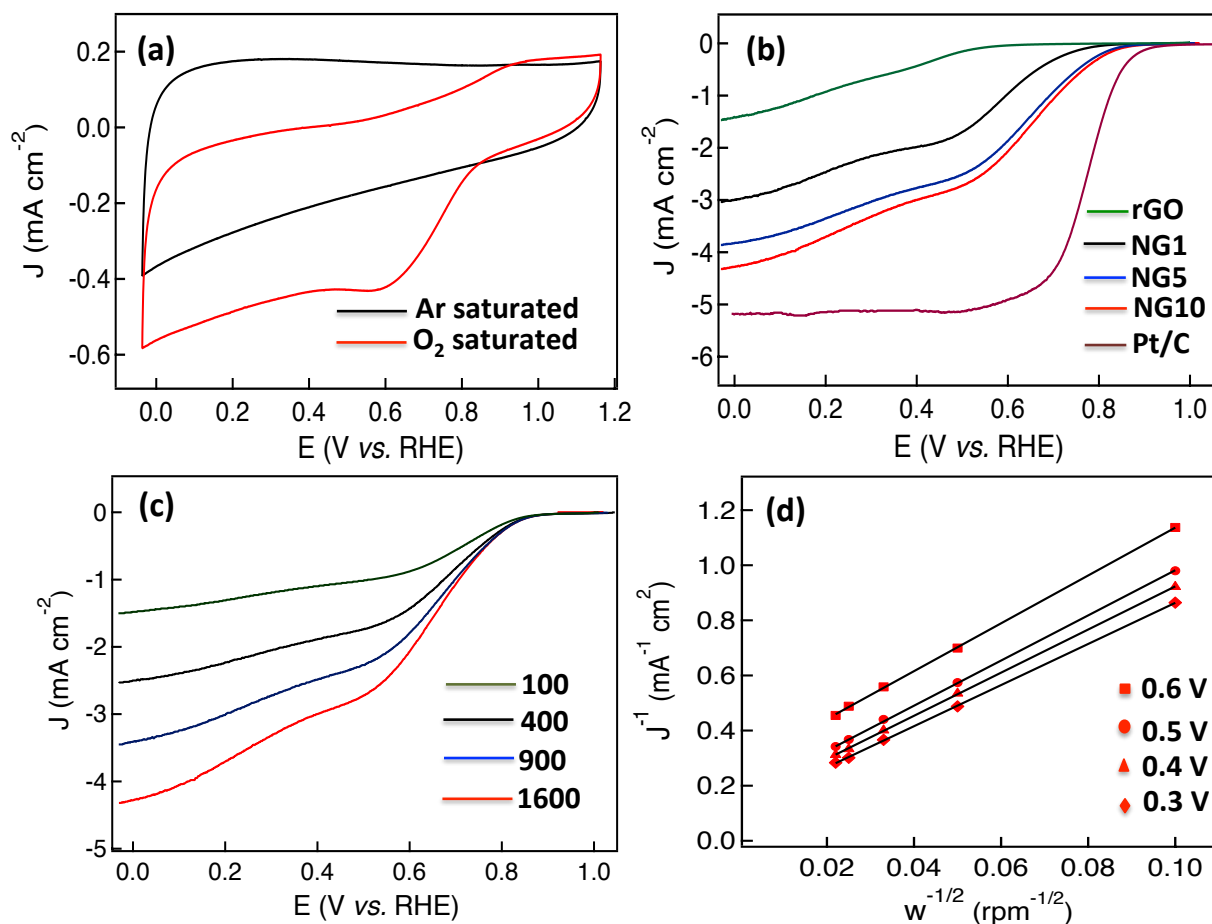 (a)
J (mA cm⁻²)
0.2
0.0
-0.2
-0.4
-0.6
Ar saturated
O₂ saturated
0.0 0.2 0.4 0.6 0.8 1.0 1.2
E (V vs. RHE)
(b)
J (mA cm⁻²)
0
-1
-2
-3
-4
-5
-6
rGO
NG1
NG5
NG10
Pt/C
0.0 0.2 0.4 0.6 0.8 1.0
E (V vs. RHE)
(c)
J (mA cm⁻²)
0
-1
-2
-3
-4
-5
100
400
900
1600
0.0 0.2 0.4 0.6 0.8 1.0
E (V vs. RHE)
(d)
J⁻¹ (mA⁻¹ cm²)
1.2
1.0
0.8
0.6
0.4
0.2
0.0
0.6 V
0.5 V
0.4 V
0.3 V
0.02 0.04 0.06 0.08 0.10
w⁻¹/² (rpm⁻¹/²)